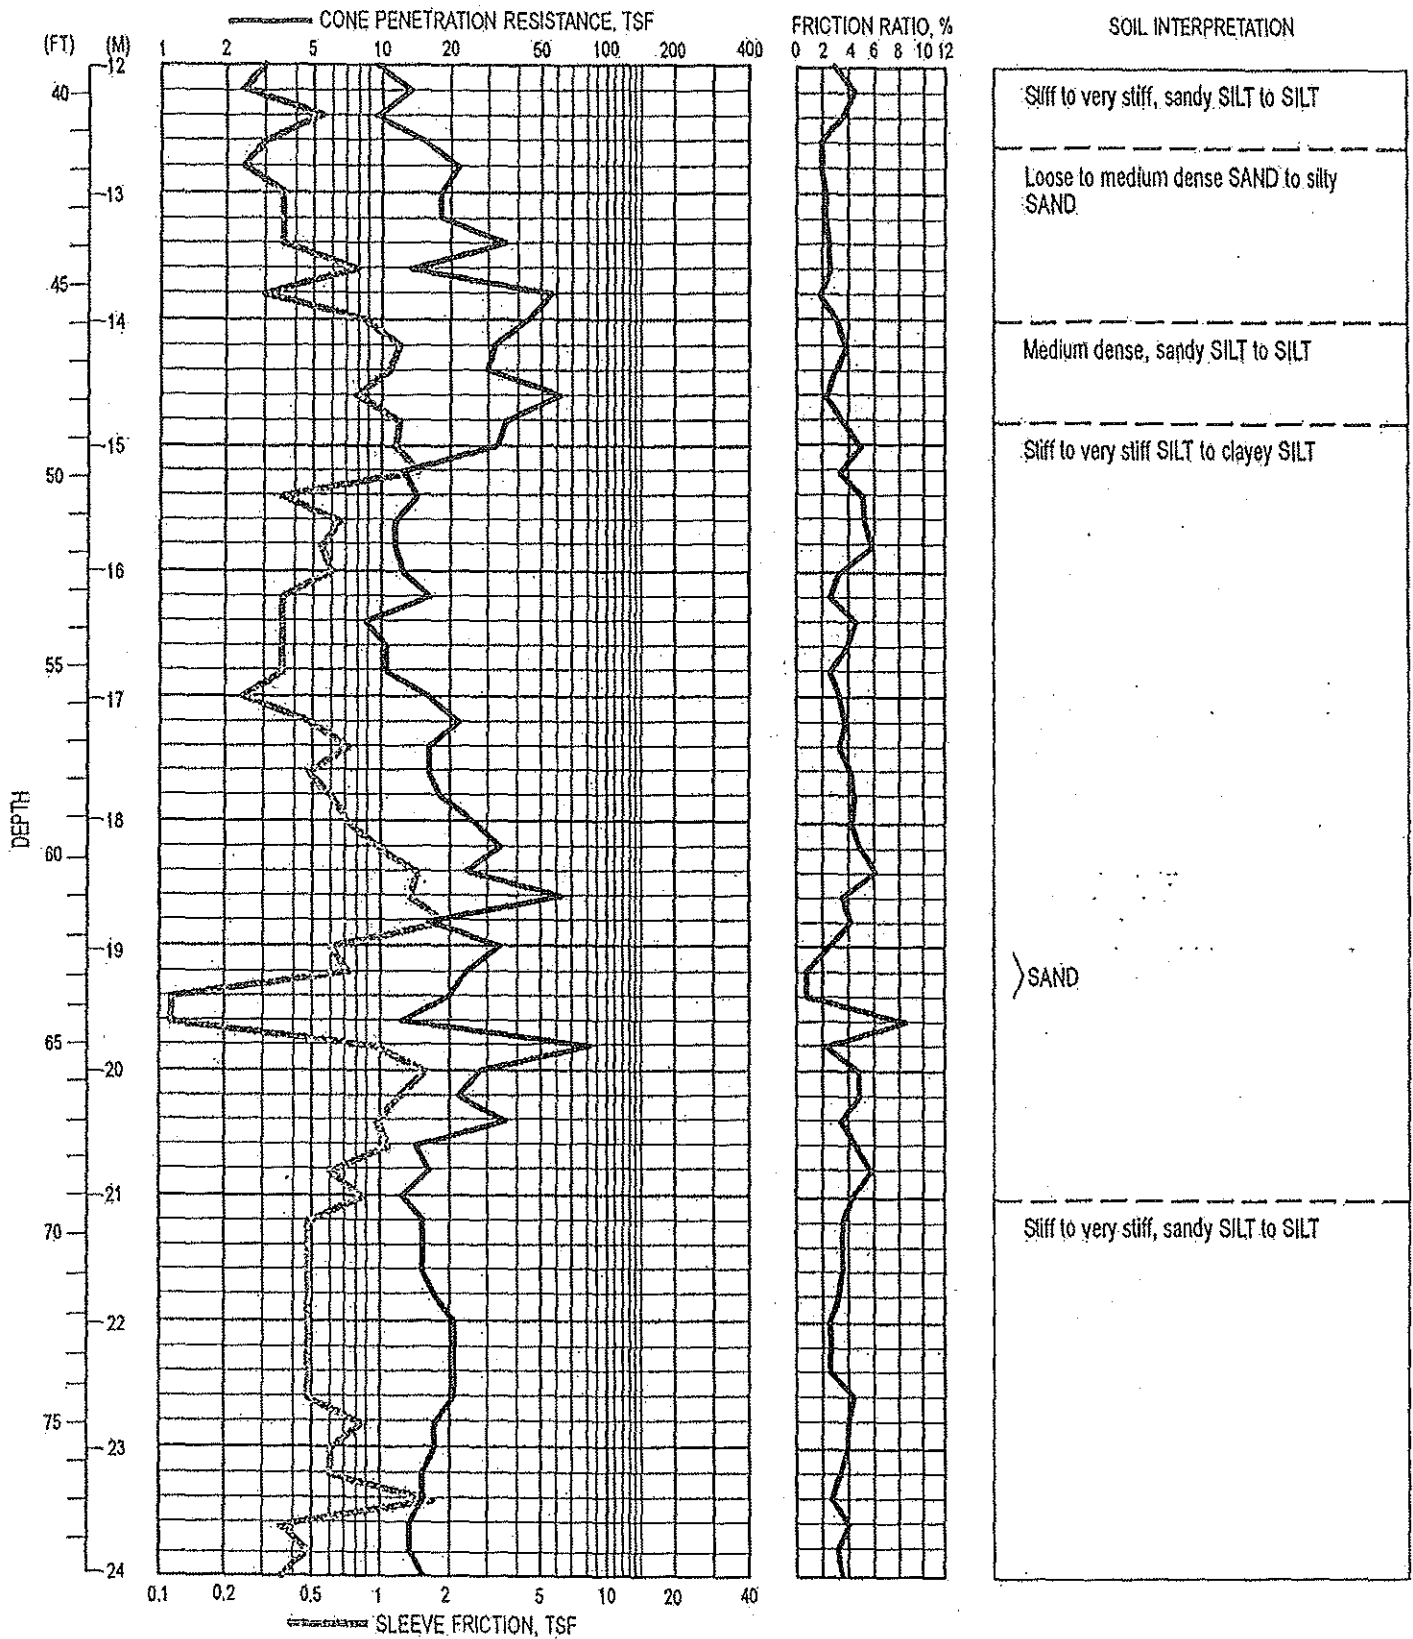 CONE PENETRATION RESISTANCE, TSF
FRICTION RATIO, %
SOIL INTERPRETATION
(FT) (M) 1 2 5 10 20 50 100 200 400 0 2 4 6 8 10 12
12
40
Stiff to very stiff, sandy SILT to SILT
13
Loose to medium dense SAND to silty
SAND
45
14
Medium dense, sandy SILT to SILT
15
Stiff to very stiff SILT to clayey SILT
50
16
55
17
DEPTH
18
60
19
SAND
65
20
21
70
Stiff to very stiff, sandy SILT to SILT
22
75
23
24
0.1 0.2 0.5 1 2 5 10 20 40
SLEEVE FRICTION, TSF